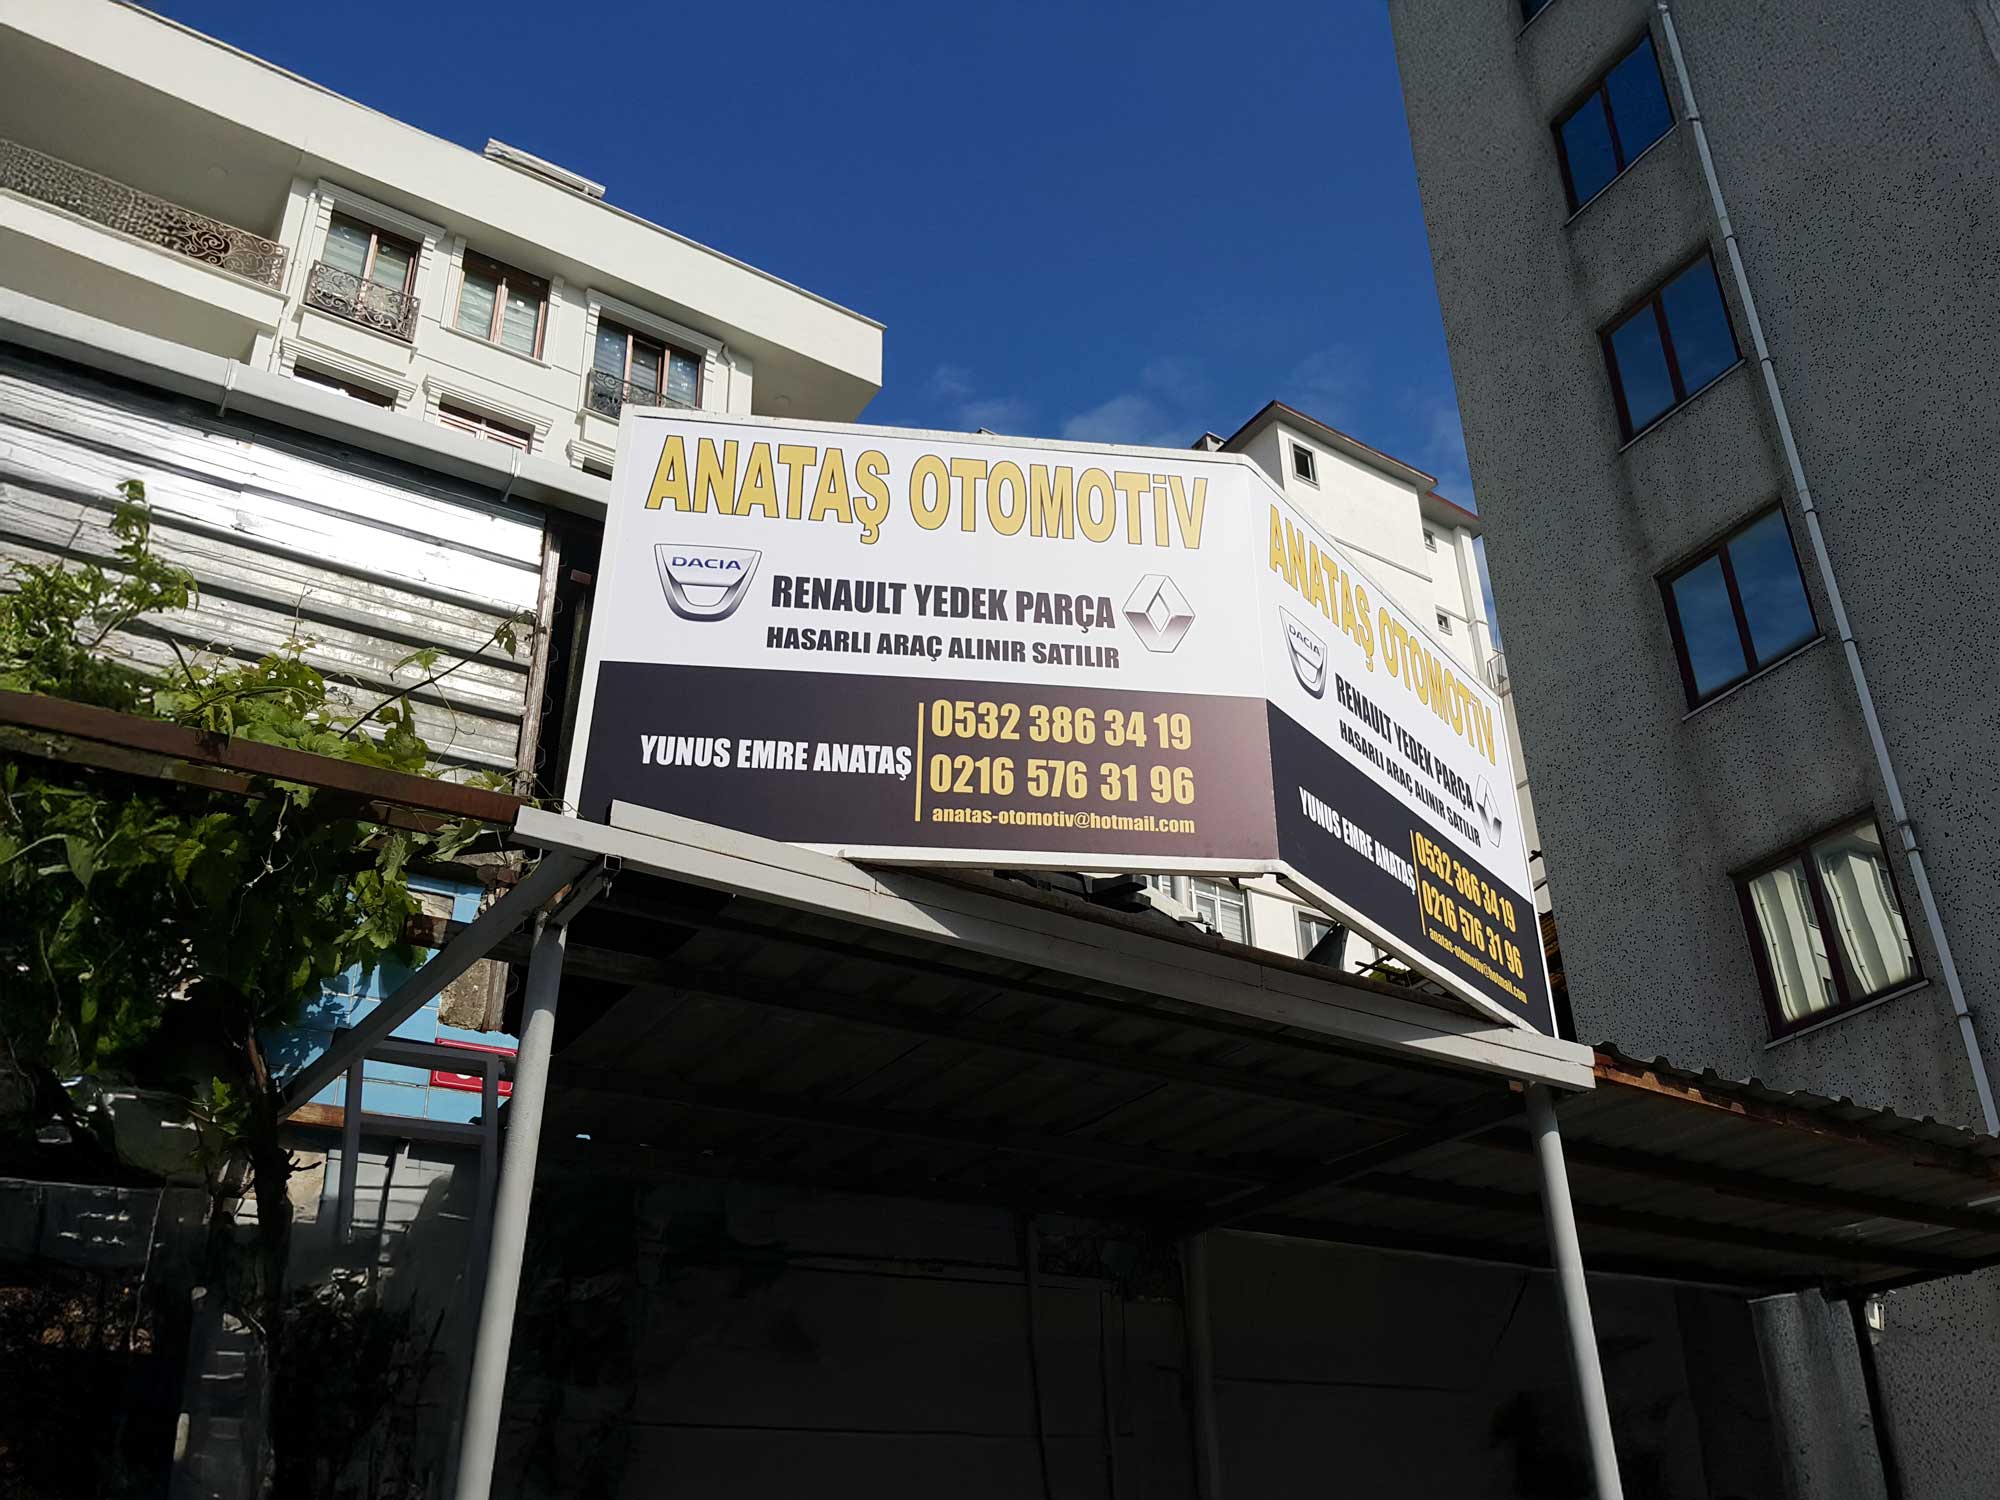 ANATAŞ OTOMOTİV
DACIA
RENAULT YEDEK PARÇA
HASARLI ARAÇ ALINIR SATILIR
YUNUS EMRE ANATAŞ
0532 386 34 19
0216 576 31 96
anatas-otomotiv@hotmail.com
ANATAŞ OTOMOTİV
DACIA
RENAULT YEDEK PARÇA
HASARLI ARAÇ ALINIR SATILIR
YUNUS EMRE ANATAŞ
0532 386 34 19
0216 576 31 96
anatas-otomotiv@hotmail.com